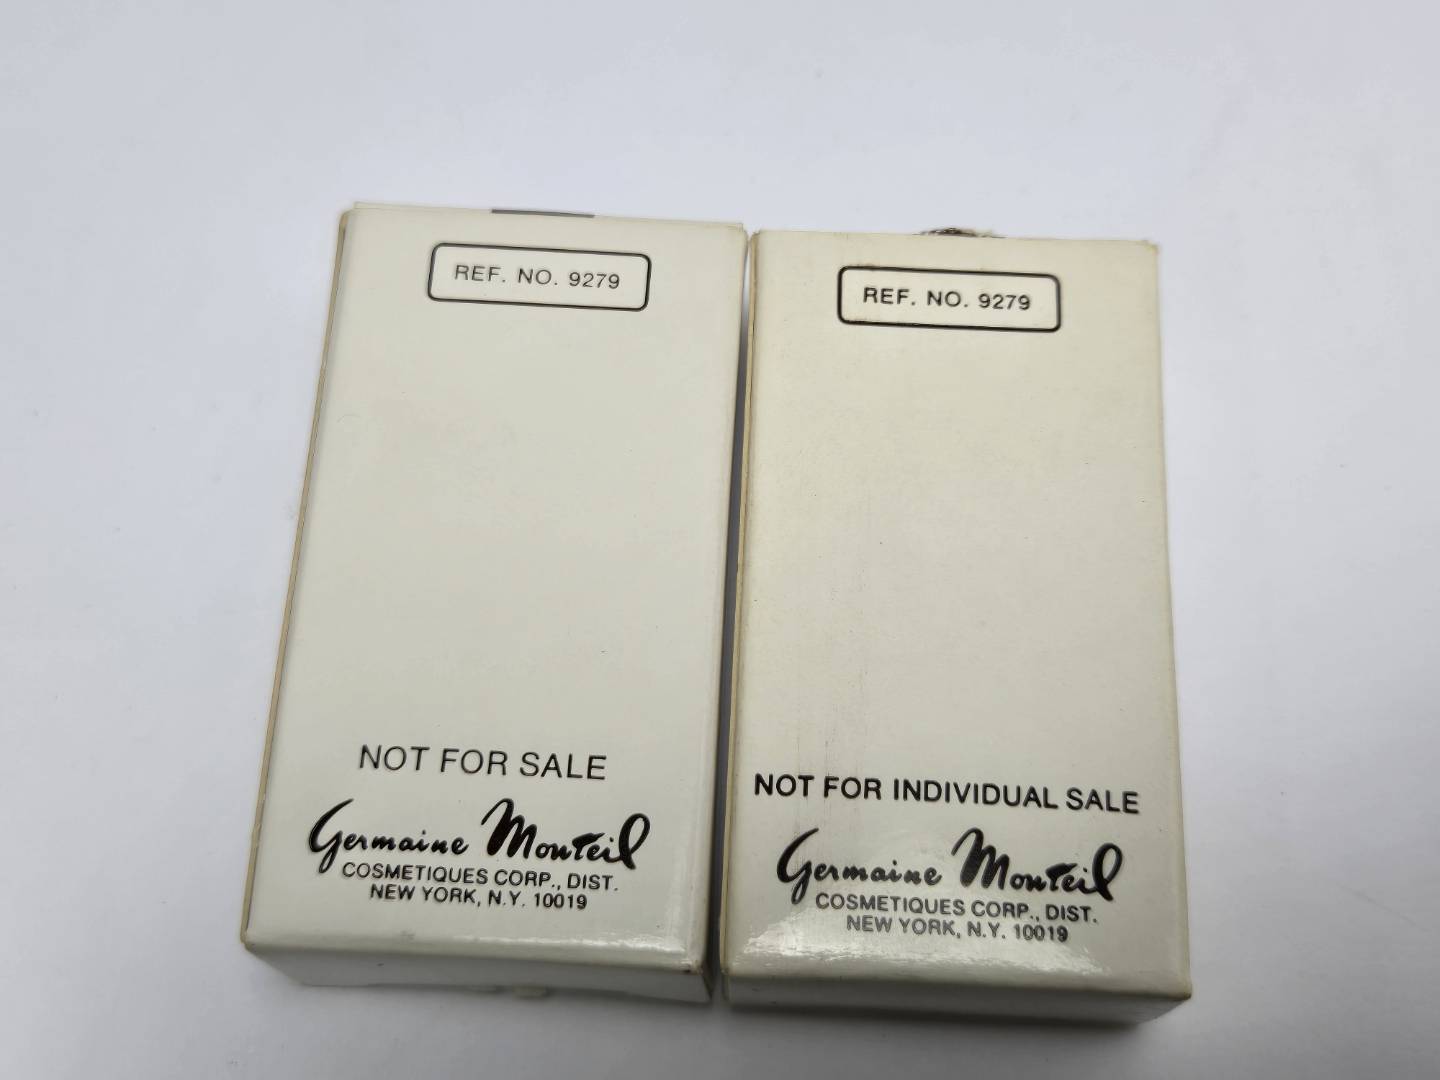 REF. NO. 9279
NOT FOR SALE
Germaine Monteil
COSMETIQUES CORP., DIST.
NEW YORK, N.Y. 10019
REF. NO. 9279
NOT FOR INDIVIDUAL SALE
Germaine Monteil
COSMETIQUES CORP., DIST.
NEW YORK, N.Y. 10019